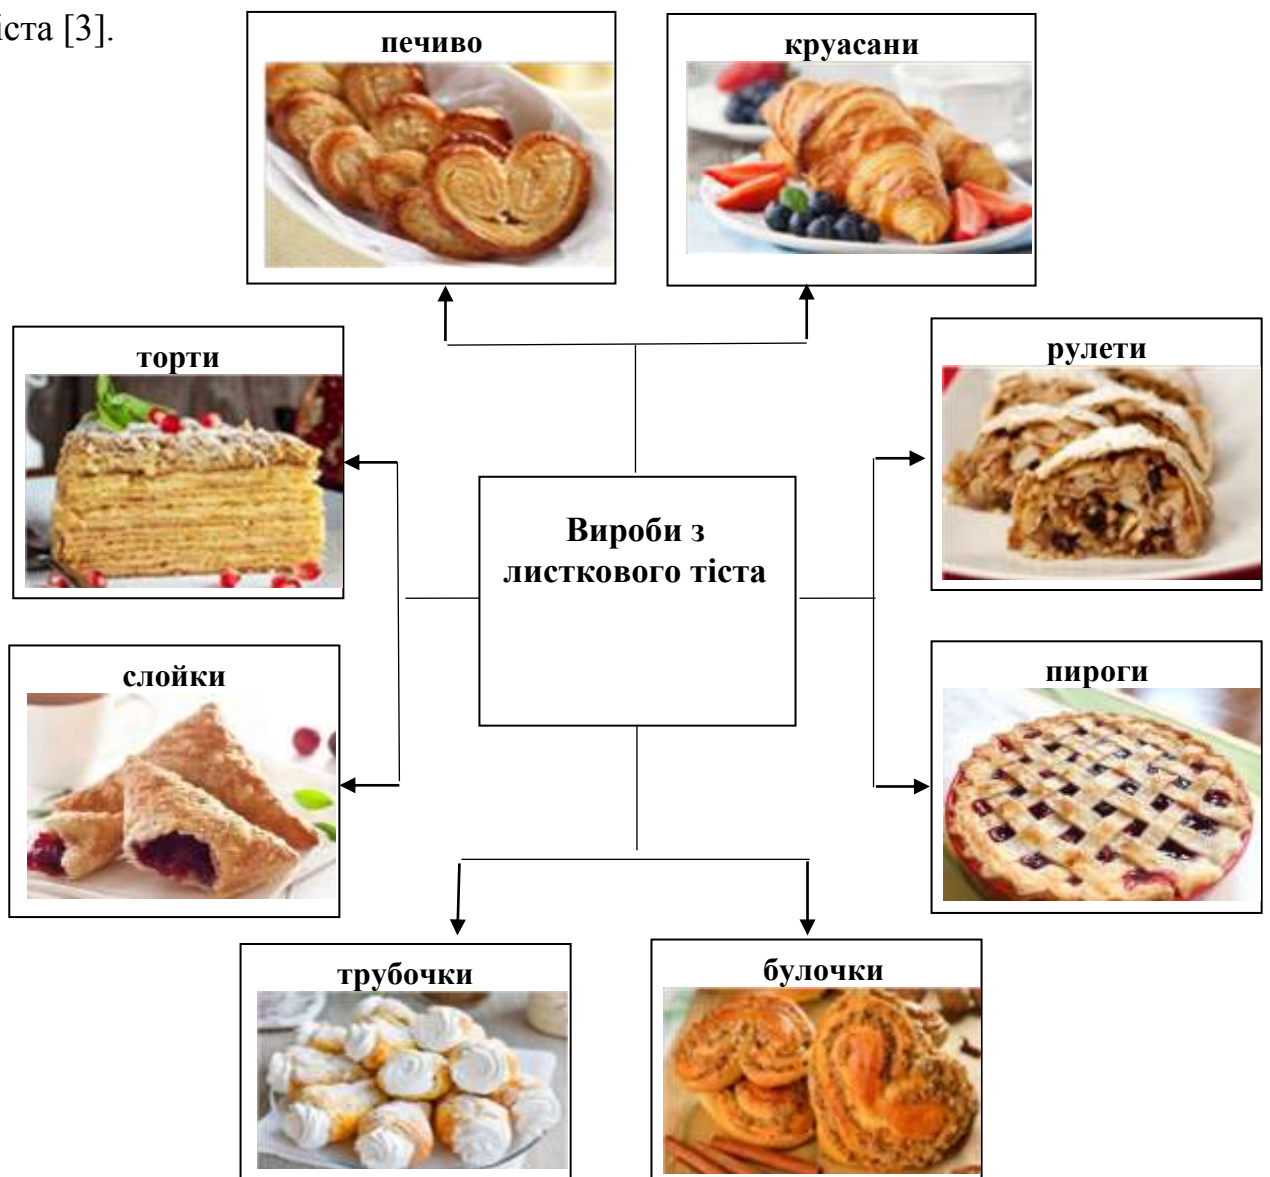 іста [3].
печиво
круасани
торти
рулети
Вироби з
листкового тіста
слойки
пироги
трубочки
булочки